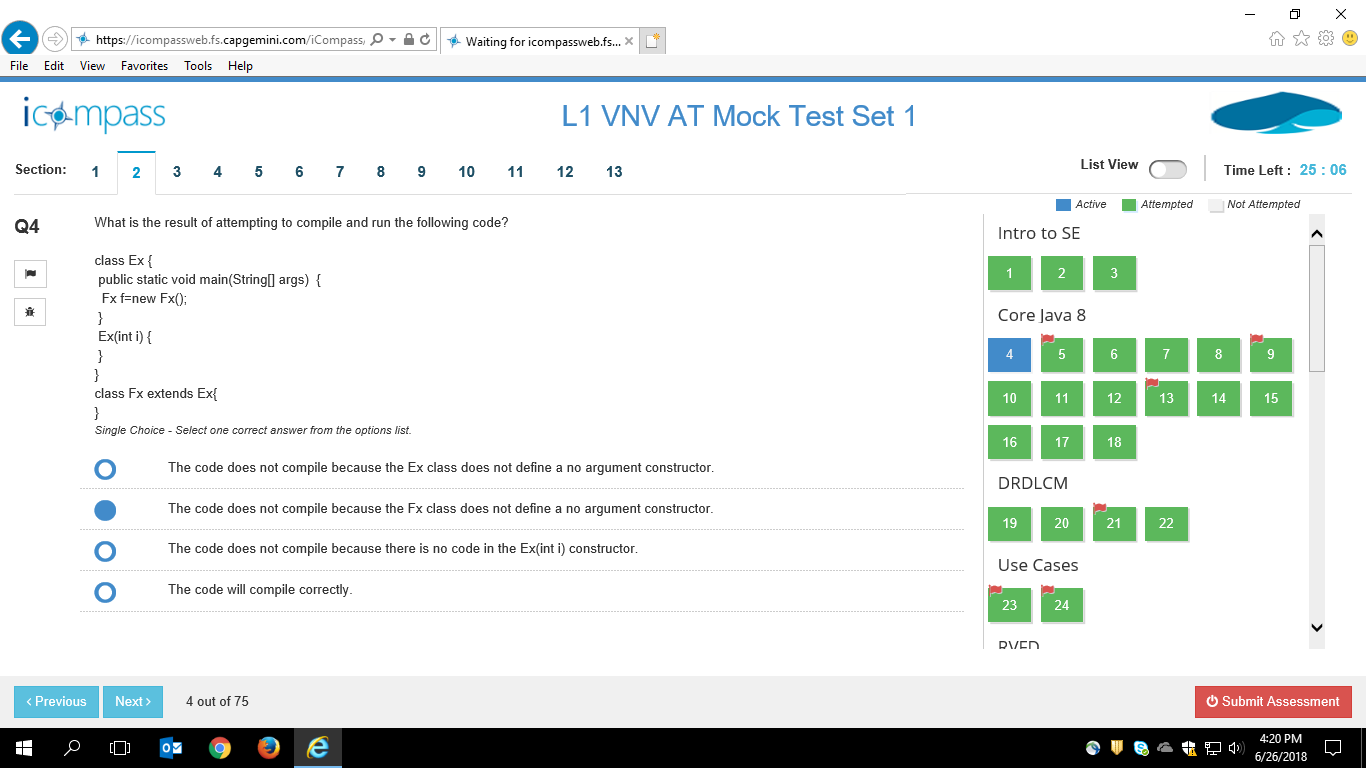 https://icompassweb.fs.capgemini.com/iCompass/
Waiting for icompassweb.fs...
File Edit View Favorites Tools Help
icompass
L1 VNV AT Mock Test Set 1
Section: 1 2 3 4 5 6 7 8 9 10 11 12 13
List View
Time Left : 25 : 06
Active Attempted Not Attempted
Q4
What is the result of attempting to compile and run the following code?
class Ex {
public static void main(String[] args) {
Fx f=new Fx();
}
Ex(int i) {
}
}
class Fx extends Ex{
}
Single Choice - Select one correct answer from the options list.
The code does not compile because the Ex class does not define a no argument constructor.
The code does not compile because the Fx class does not define a no argument constructor.
The code does not compile because there is no code in the Ex(int i) constructor.
The code will compile correctly.
Intro to SE
1 2 3
Core Java 8
4 5 6 7 8 9
10 11 12 13 14 15
16 17 18
DRDLCM
19 20 21 22
Use Cases
23 24
< Previous
Next >
4 out of 75
Submit Assessment
4:20 PM
6/26/2018